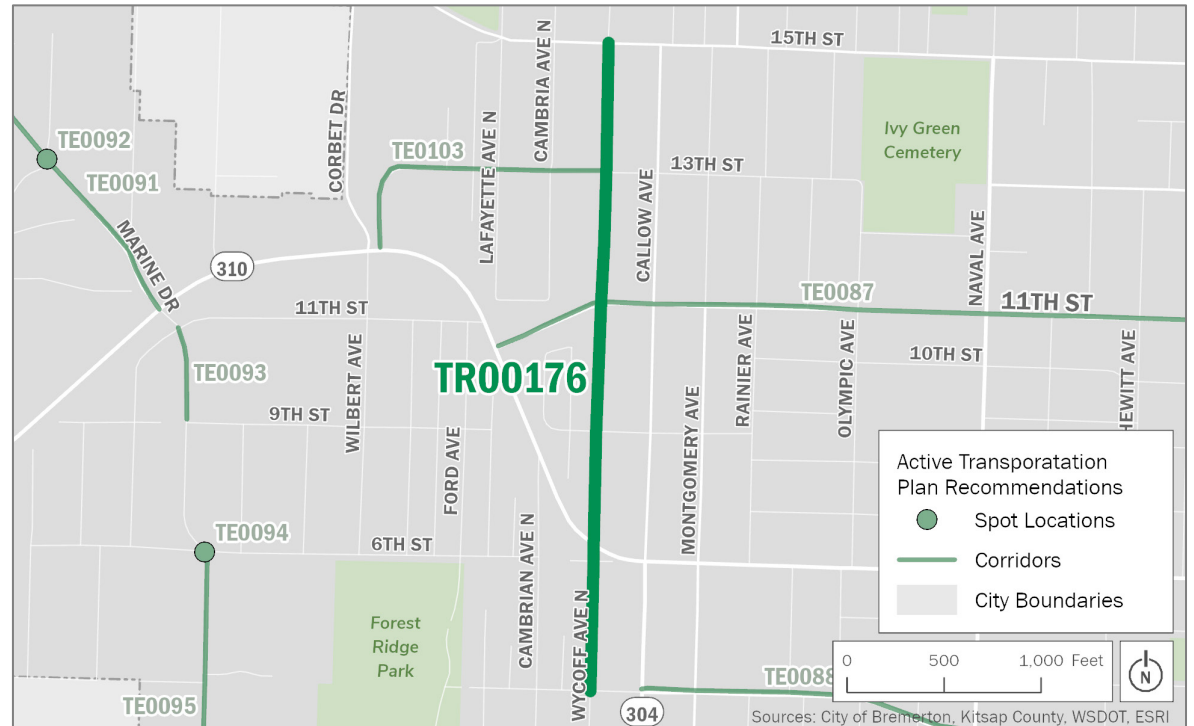 CAMBRIA AVE N
15TH ST
CORBET DR
LAFAYETTE AVE N
Ivy Green
Cemetery
TE0092
TE0103
13TH ST
TE0091
CALLOW AVE
MARINE DR
NAVAL AVE
310
TE0087
11TH ST
11TH ST
WILBERT AVE
TR00176
RAINIER AVE
OLYMPIC AVE
10TH ST
HEWITT AVE
TE0093
9TH ST
FORD AVE
MONTGOMERY AVE
Active Transporatation
Plan Recommendations
Spot Locations
Corridors
City Boundaries
TE0094
6TH ST
CAMBRIAN AVE N
WYCOFF AVE N
Forest
Ridge
Park
0 500 1,000 Feet
N
TE0088
TE0095
304
Sources: City of Bremerton, Kitsap County, WSDOT, ESRI